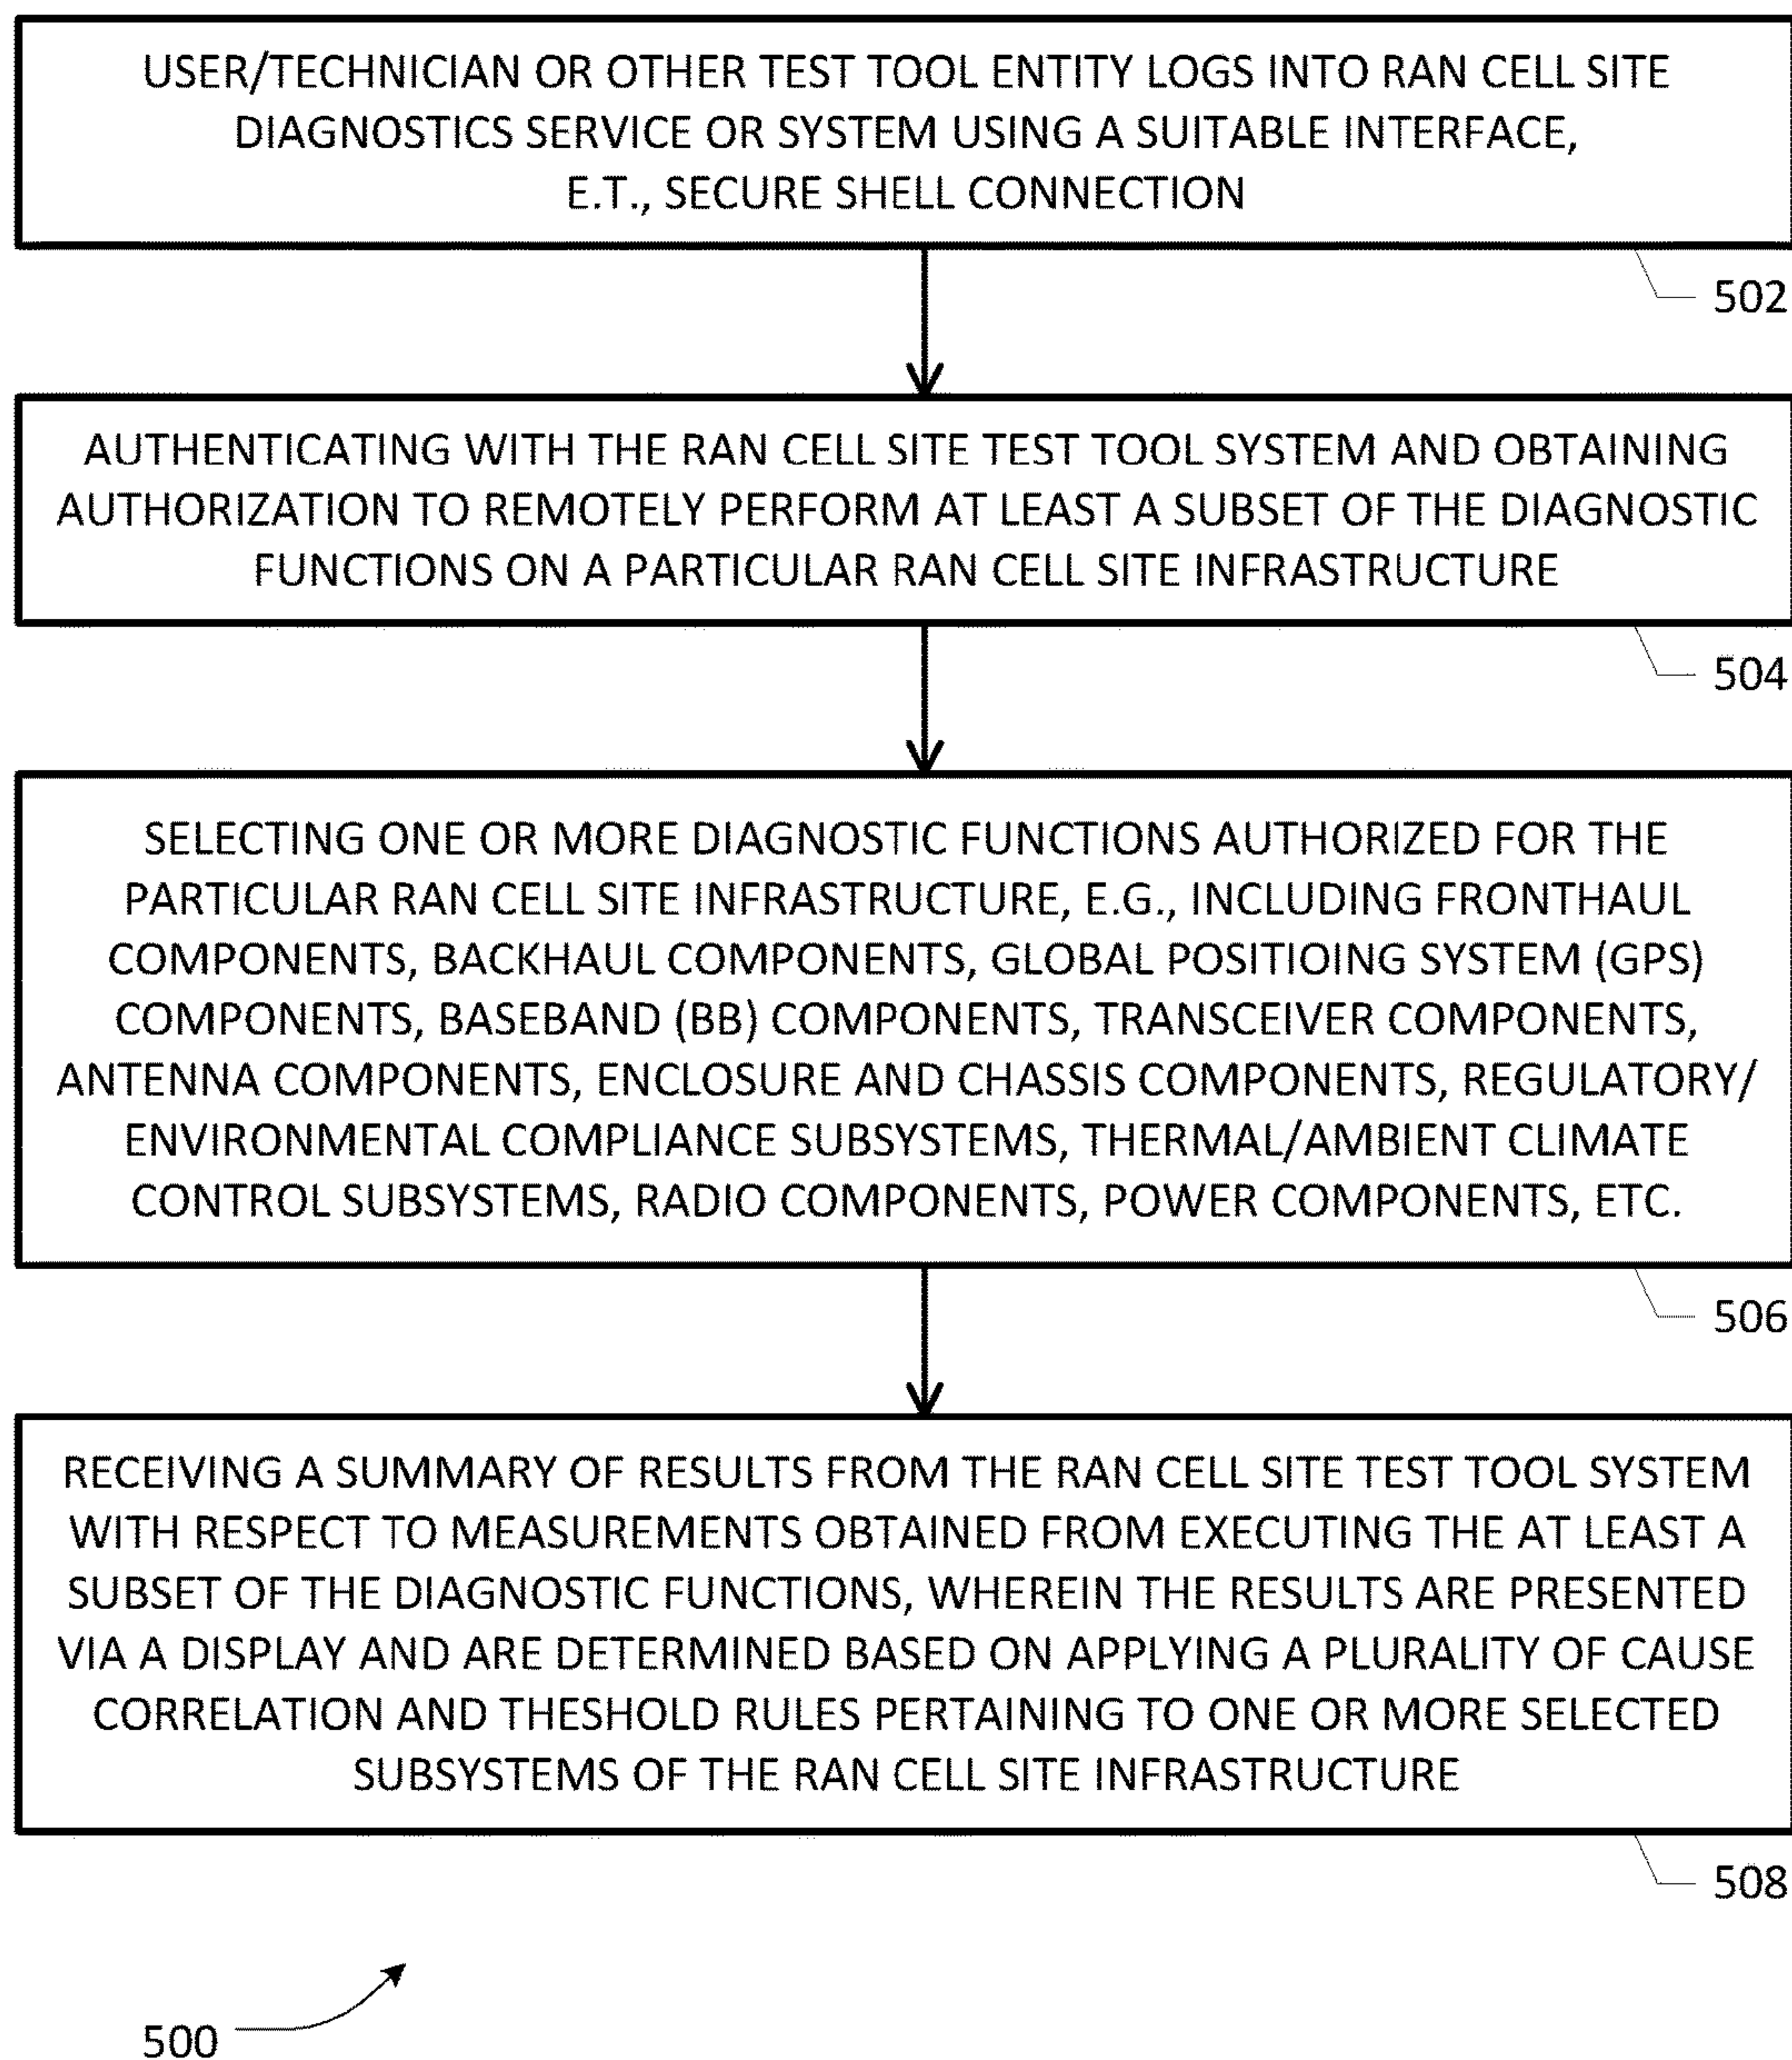 USER/TECHNICIAN OR OTHER TEST TOOL ENTITY LOGS INTO RAN CELL SITE
DIAGNOSTICS SERVICE OR SYSTEM USING A SUITABLE INTERFACE,
E.T., SECURE SHELL CONNECTION
502
AUTHENTICATING WITH THE RAN CELL SITE TEST TOOL SYSTEM AND OBTAINING
AUTHORIZATION TO REMOTELY PERFORM AT LEAST A SUBSET OF THE DIAGNOSTIC
FUNCTIONS ON A PARTICULAR RAN CELL SITE INFRASTRUCTURE
504
SELECTING ONE OR MORE DIAGNOSTIC FUNCTIONS AUTHORIZED FOR THE
PARTICULAR RAN CELL SITE INFRASTRUCTURE, E.G., INCLUDING FRONTHAUL
COMPONENTS, BACKHAUL COMPONENTS, GLOBAL POSITIOING SYSTEM (GPS)
COMPONENTS, BASEBAND (BB) COMPONENTS, TRANSCEIVER COMPONENTS,
ANTENNA COMPONENTS, ENCLOSURE AND CHASSIS COMPONENTS, REGULATORY/
ENVIRONMENTAL COMPLIANCE SUBSYSTEMS, THERMAL/AMBIENT CLIMATE
CONTROL SUBSYSTEMS, RADIO COMPONENTS, POWER COMPONENTS, ETC.
506
RECEIVING A SUMMARY OF RESULTS FROM THE RAN CELL SITE TEST TOOL SYSTEM
WITH RESPECT TO MEASUREMENTS OBTAINED FROM EXECUTING THE AT LEAST A
SUBSET OF THE DIAGNOSTIC FUNCTIONS, WHEREIN THE RESULTS ARE PRESENTED
VIA A DISPLAY AND ARE DETERMINED BASED ON APPLYING A PLURALITY OF CAUSE
CORRELATION AND THESHOLD RULES PERTAINING TO ONE OR MORE SELECTED
SUBSYSTEMS OF THE RAN CELL SITE INFRASTRUCTURE
508
500